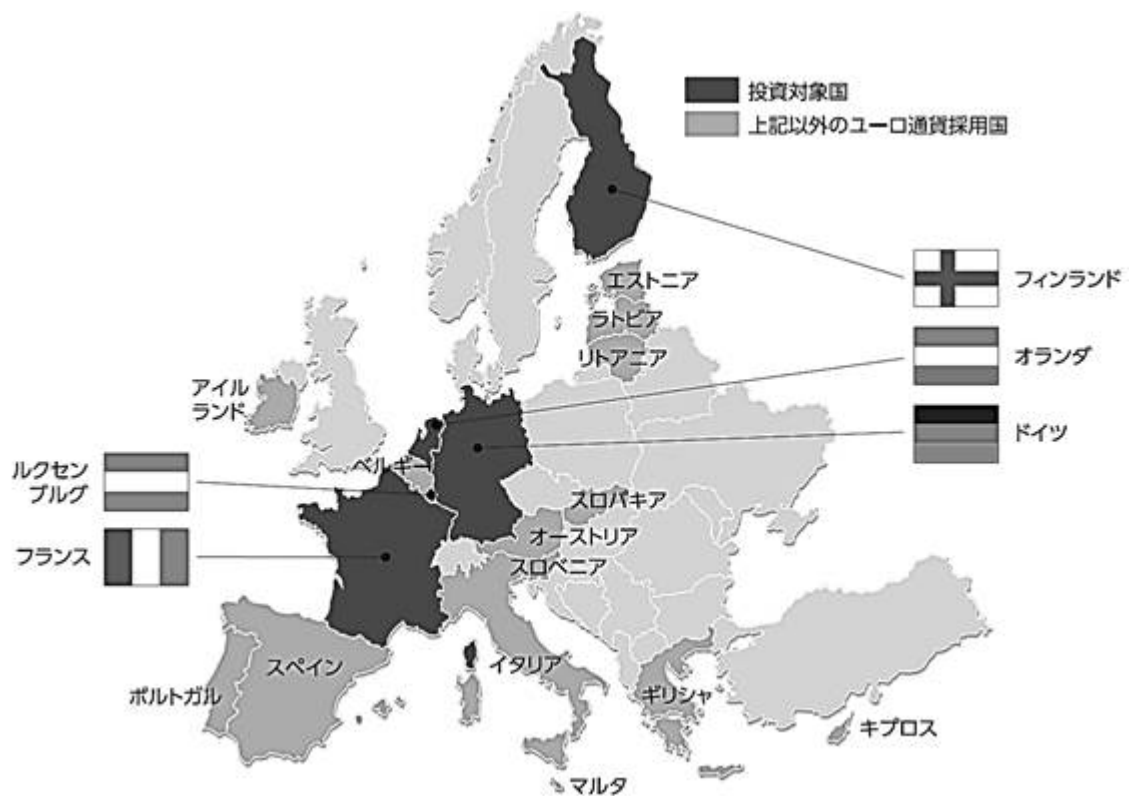 投資対象国
上記以外のユーロ通貨採用国
エストニア
フィンランド
ラトビア
リトアニア
オランダ
アイル
ランド
ドイツ
ベルギー
ルクセン
ブルグ
スロバキア
オーストリア
フランス
スロベニア
スペイン
イタリア
ポルトガル
ギリシャ
キプロス
マルタ